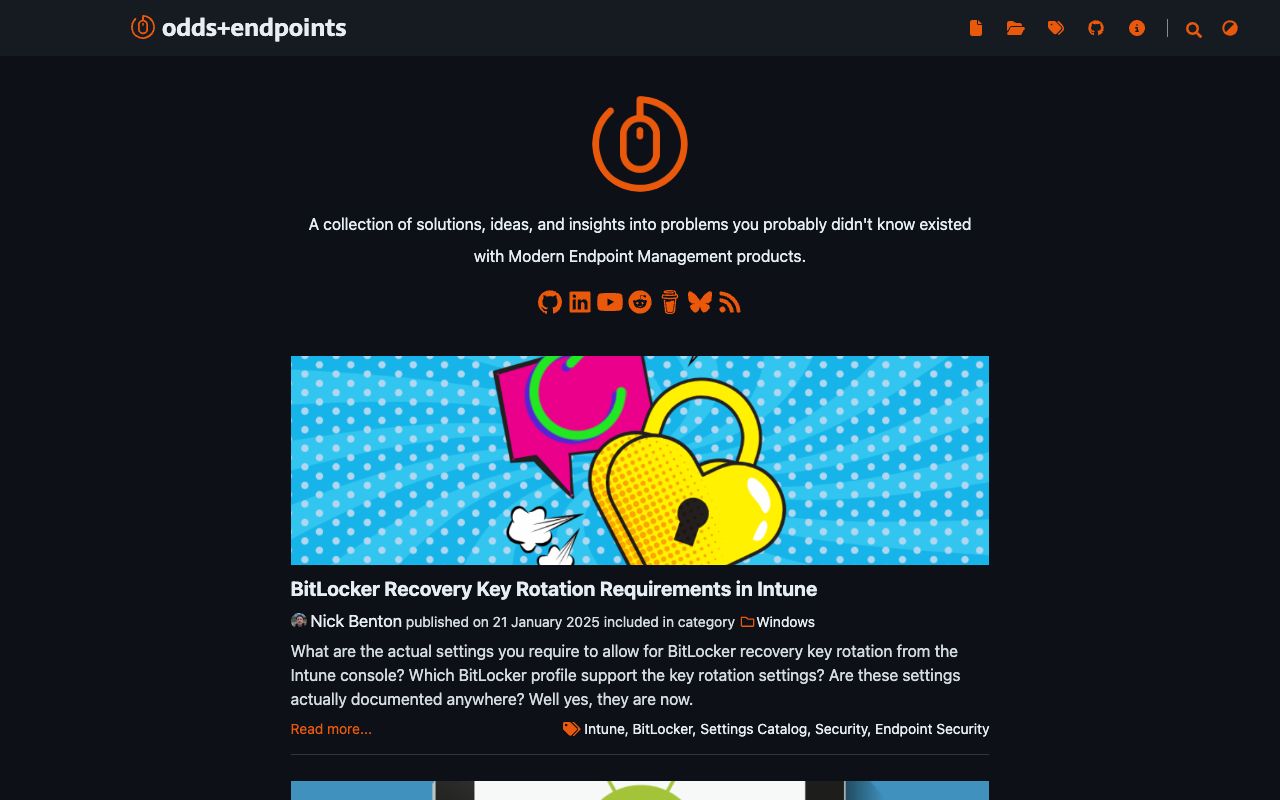 odds+endpoints
A collection of solutions, ideas, and insights into problems you probably didn't know existed
with Modern Endpoint Management products.
BitLocker Recovery Key Rotation Requirements in Intune
Nick Benton published on 21 January 2025 included in category Windows
What are the actual settings you require to allow for BitLocker recovery key rotation from the
Intune console? Which BitLocker profile support the key rotation settings? Are these settings
actually documented anywhere? Well yes, they are now.
Read more... Intune, BitLocker, Settings Catalog, Security, Endpoint Security